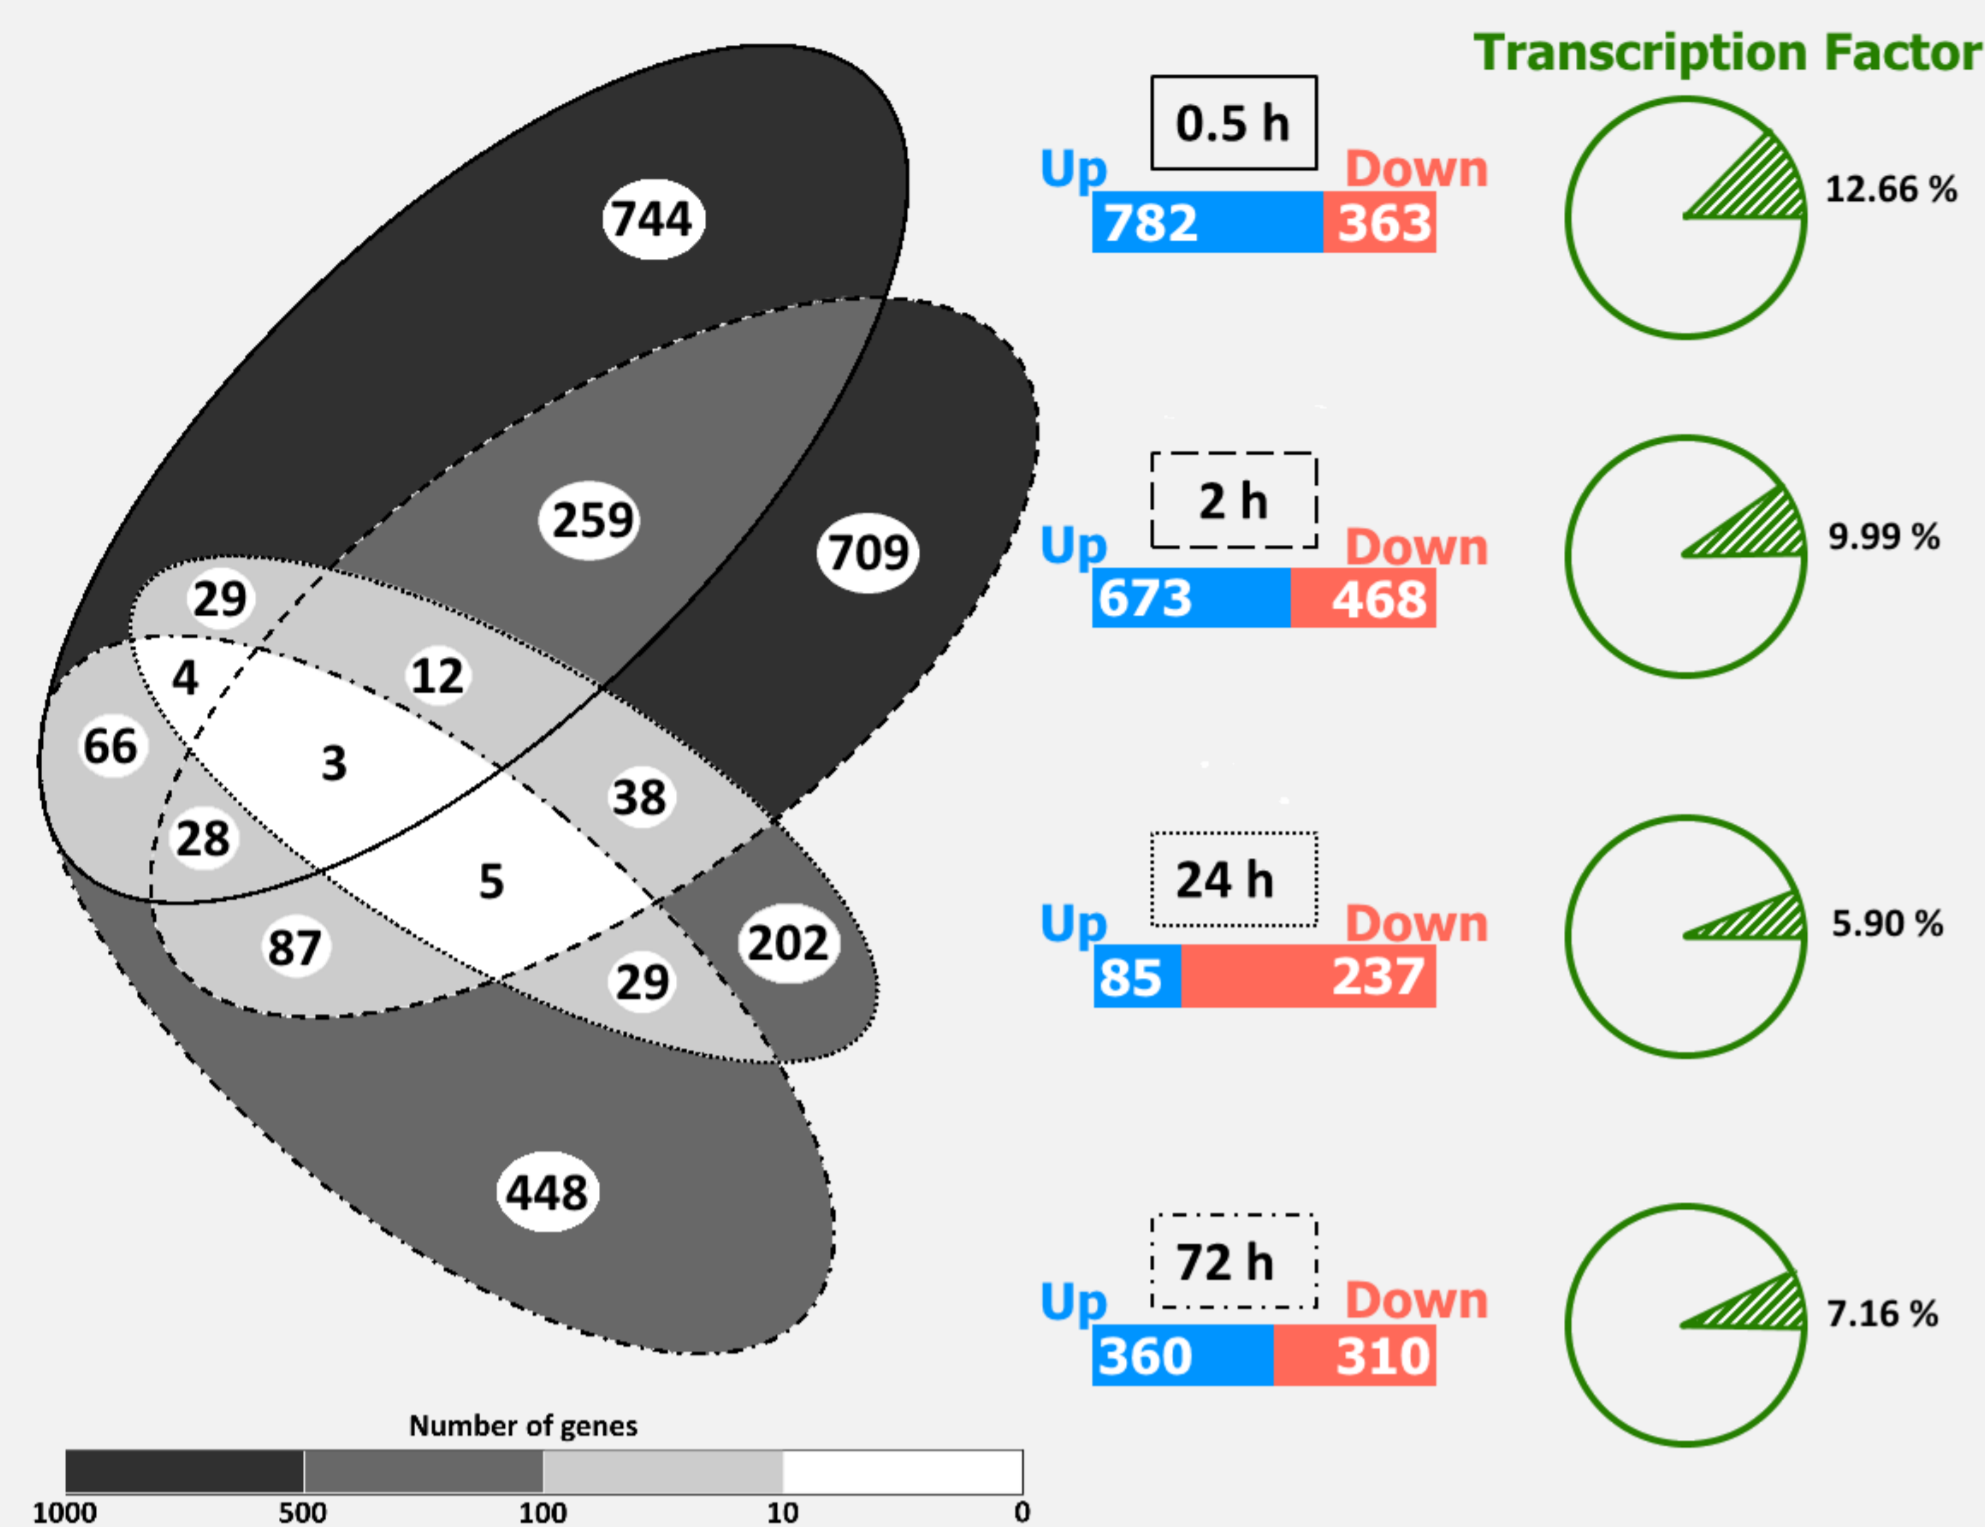 744
259
709
29
12
4
66
3
38
28
5
87
29
202
448
Number of genes
1000 500 100 10 0
Transcription Factor
0.5 h
Up Down
782 363
12.66 %
2 h
Up Down
673 468
9.99 %
24 h
Up Down
85 237
5.90 %
72 h
Up Down
360 310
7.16 %